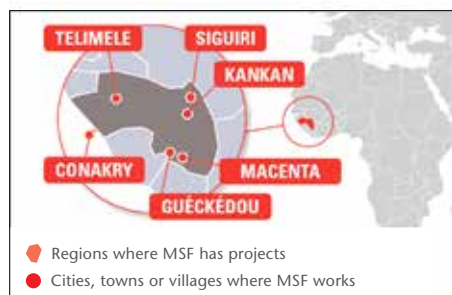 TELIMELE
SIGUIRI
KANKAN
CONAKRY
MACENTA
GUÉCKÉDOU
Regions where MSF has projects
Cities, towns or villages where MSF works